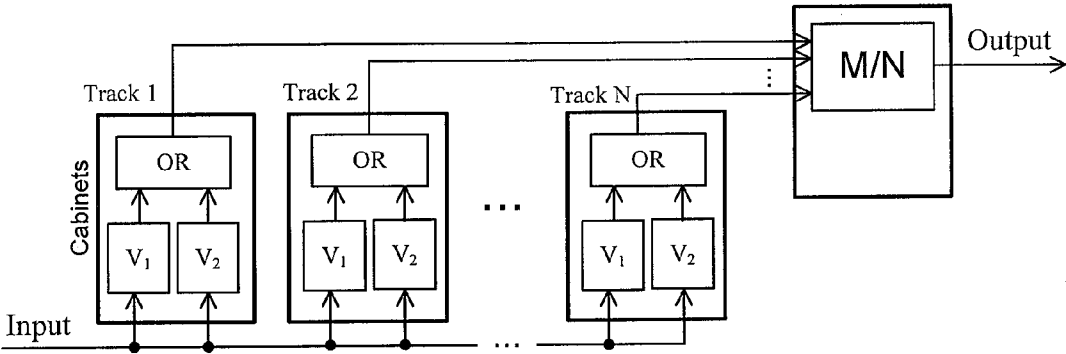 Output
M/N
Track 1
Track 2
Track N
...
OR
OR
OR
Cabinets
...
V1
V2
V1
V2
V1
V2
Input
...